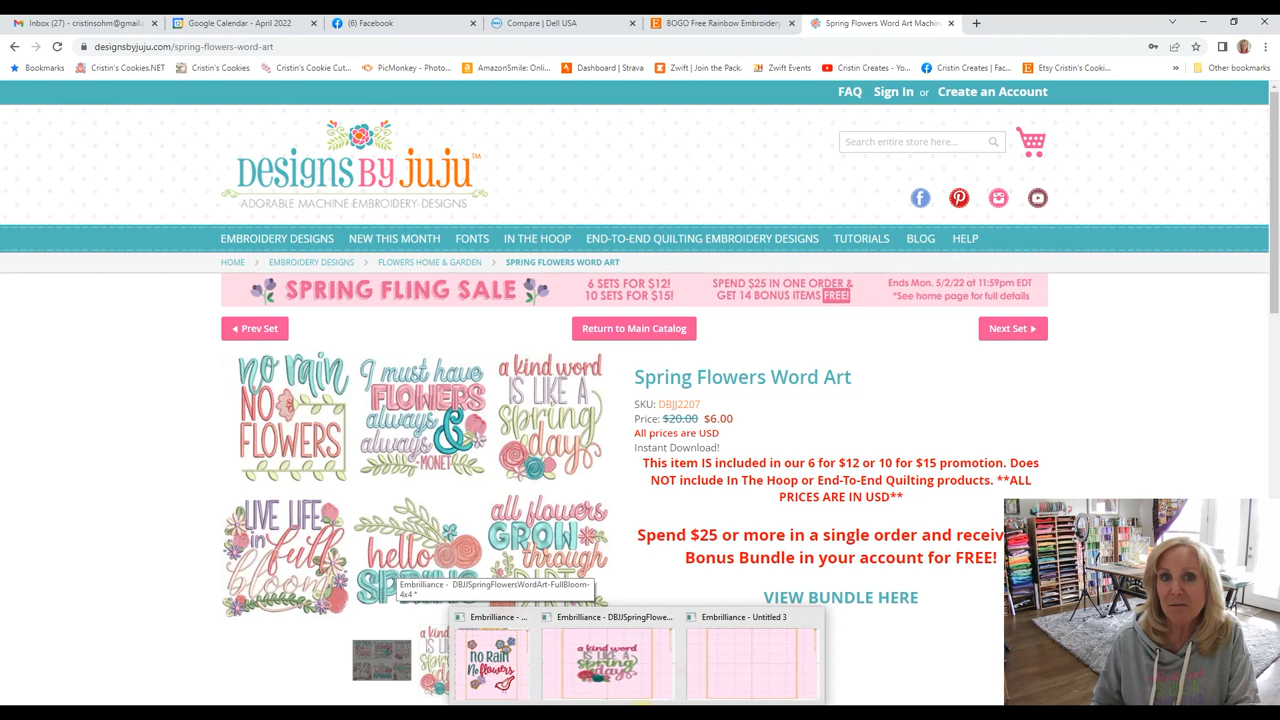 Inbox (27) - cristinsohm@gmail.c
Google Calendar - April 2022
(6) Facebook
Compare | Dell USA
BOGO Free Rainbow Embroidery
Spring Flowers Word Art Machin
designsbyjuju.com/spring-flowers-word-art
Bookmarks
Cristin's Cookies.NET
Cristin's Cookies
Cristin's Cookie Cut...
PicMonkey - Photo...
AmazonSmile: Onli...
Dashboard | Strava
Zwift | Join the Pack.
Zwift Events
Cristin Creates - Yo...
Cristin Creates | Fac...
Etsy Cristin's Cooki...
»
Other bookmarks
FAQ Sign In or Create an Account
designs BY juju™
ADORABLE MACHINE EMBROIDERY DESIGNS
Search entire store here...
EMBROIDERY DESIGNS NEW THIS MONTH FONTS IN THE HOOP END-TO-END QUILTING EMBROIDERY DESIGNS TUTORIALS BLOG HELP
HOME > EMBROIDERY DESIGNS > FLOWERS HOME & GARDEN > SPRING FLOWERS WORD ART
SPRING FLING SALE
6 SETS FOR $12!
10 SETS FOR $15!
SPEND $25 IN ONE ORDER &
GET 14 BONUS ITEMS FREE!
Ends Mon. 5/2/22 at 11:59pm EDT
*See home page for full details
Prev Set
Return to Main Catalog
Next Set
no rain
NO
FLOWERS
I must have
FLOWERS
always &
always
MONET
a kind word
IS LIKE A
spring
day
LIVE LIFE
in full
bloom
hello
SPRING
all flowers
GROW
through
DIRT
Spring Flowers Word Art
SKU: DBJJ2207
Price: $20.00 $6.00
All prices are USD
Instant Download!
This item IS included in our 6 for $12 or 10 for $15 promotion. Does
NOT include In The Hoop or End-To-End Quilting products. **ALL
PRICES ARE IN USD**
Spend $25 or more in a single order and receiv
Bonus Bundle in your account for FREE!
VIEW BUNDLE HERE
Embrilliance - DBJJSpringFlowersWordArt-FullBloom-
4x4 *
Embrilliance - ...
Embrilliance - DBJJSpringFlowe...
Embrilliance - Untitled 3
NO RAIN
No flowers
a kind word
IS LIKE A
spring
day